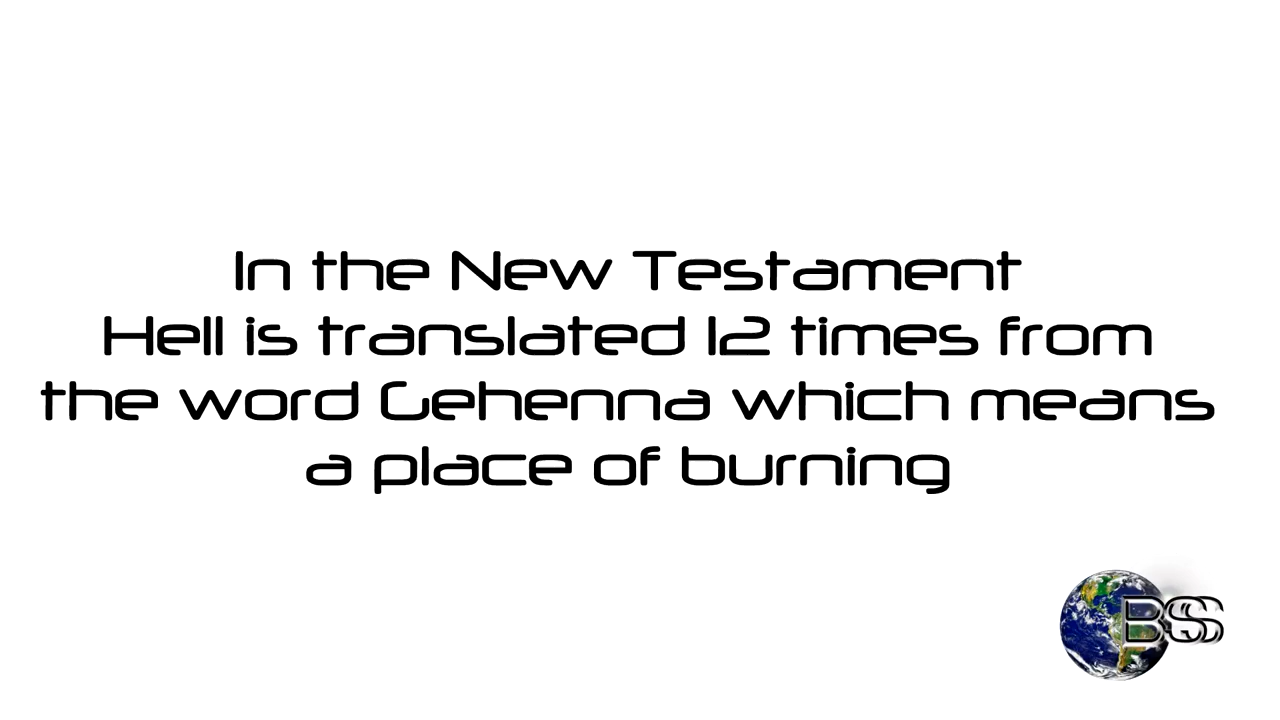 In the New Testament
Hell is translated 12 times from
the word Gehenna which means
a place of burning
BSS